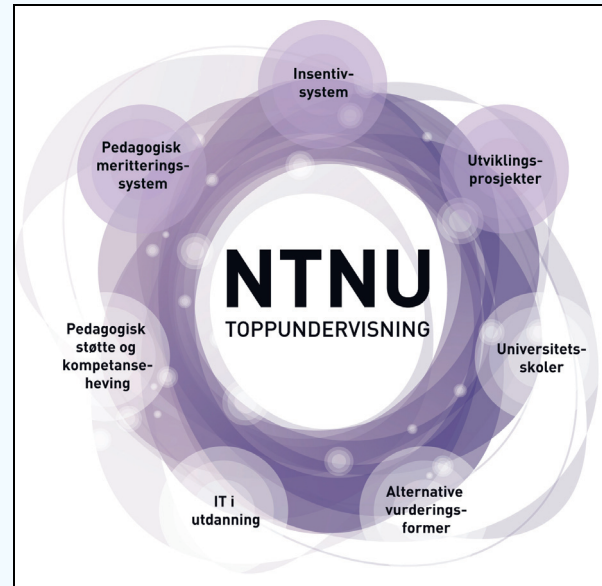 Insentiv-
system
Pedagogisk
meritterings-
system
Utviklings-
prosjekter
NTNU
TOPPUNDERVISNING
Pedagogisk
støtte og
kompetanse-
heving
Universitets-
skoler
IT i
utdanning
Alternative
vurderings-
former